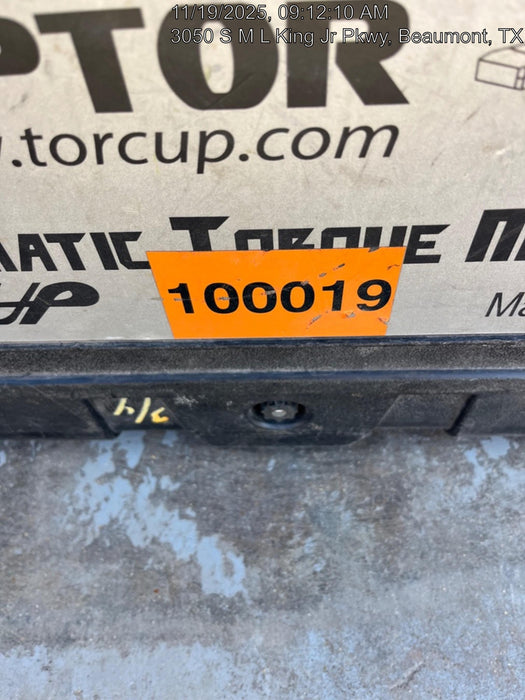 11/19/2025, 09:12:10 AM
3050 S M L King Jr Pkwy, Beaumont, TX
PTOR
.torcup.com
MATIC TORQUE M
UP
Ma
100019
3/4